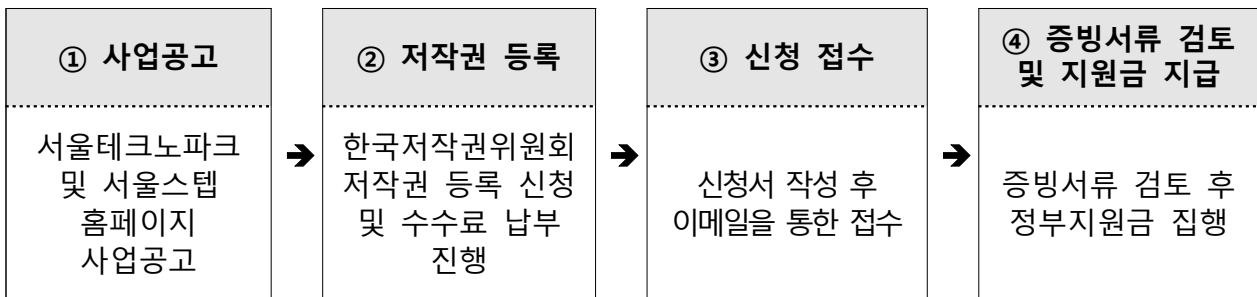 ① 사업공고
서울테크노파크
및 서울스텝
홈페이지
사업공고
② 저작권 등록
한국저작권위원회
저작권 등록 신청
및 수수료 납부
진행
③ 신청 접수
신청서 작성 후
이메일을 통한 접수
④ 증빙서류 검토
및 지원금 지급
증빙서류 검토 후
정부지원금 집행